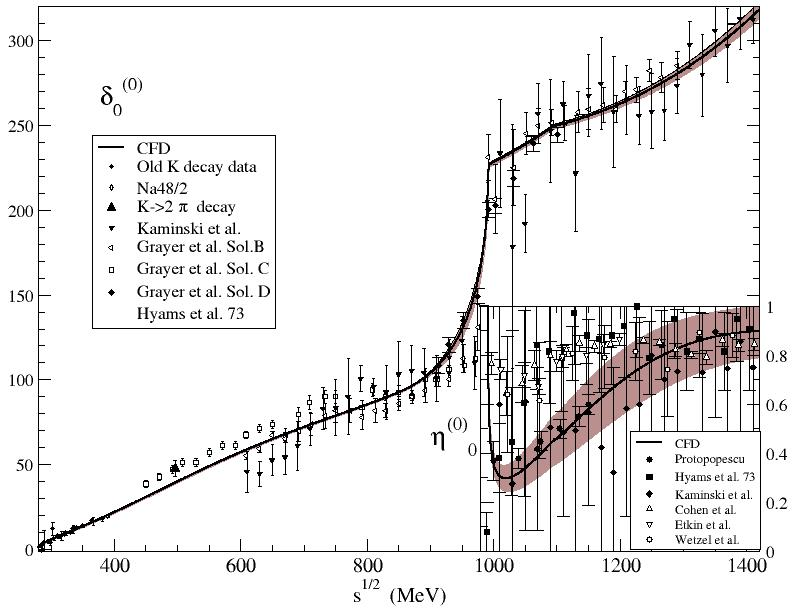 300
250
200
150
100
50
0
δ0(0)
CFD
Old K decay data
Na48/2
K->2 π decay
Kaminski et al.
Grayer et al. Sol.B
Grayer et al. Sol. C
Grayer et al. Sol. D
Hyams et al. 73
η0(0)
1
0.8
0.6
0.4
0.2
0
CFD
Protopopescu
Hyams et al. 73
Kaminski et al.
Cohen et al.
Etkin et al.
Wetzel et al.
400 600 800 1000 1200 1400
s1/2 (MeV)